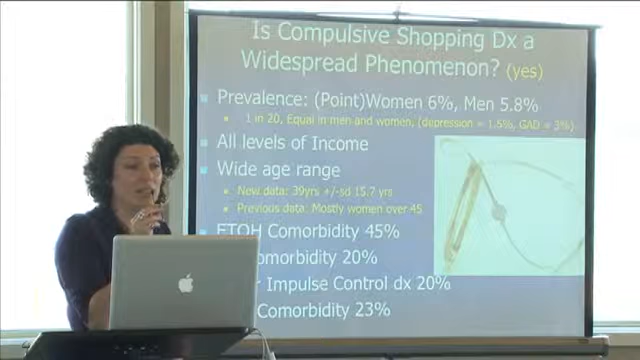 Is Compulsive Shopping Dx a
Widespread Phenomenon? (yes)
Prevalence: (Point)Women 6%, Men 5.8%
1 in 20, Equal in men and women, (depression = 1.5%, GAD = 3%)
All levels of Income
Wide age range
New data: 39yrs +/-sd 15.7 yrs
Previous data: Mostly women over 45
ETOH Comorbidity 45%
omorbidity 20%
r Impulse Control dx 20%
Comorbidity 23%